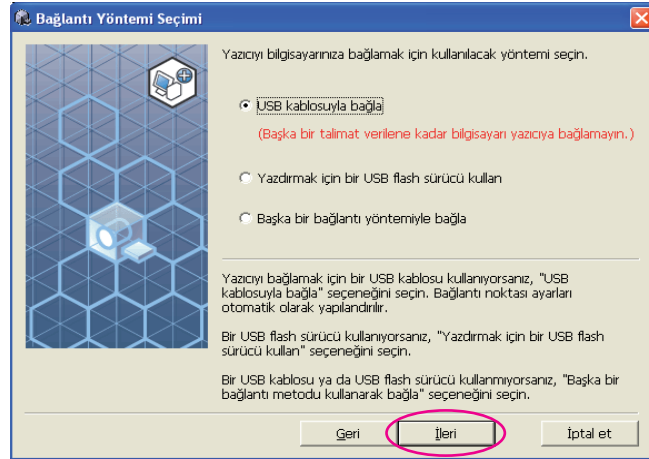 Bağlantı Yöntemi Seçimi
Yazıcıyı bilgisayarınıza bağlamak için kullanılacak yöntemi seçin.
USB kablosuyla bağla
(Başka bir talimat verilene kadar bilgisayarı yazıcıya bağlamayın.)
Yazdırmak için bir USB flash sürücü kullan
Başka bir bağlantı yöntemiyle bağla
Yazıcıyı bağlamak için bir USB kablosu kullanıyorsanız, "USB
kablosuyla bağla" seçeneğini seçin. Bağlantı noktası ayarları
otomatik olarak yapılandırılır.
Bir USB flash sürücü kullanıyorsanız, "Yazdırmak için bir USB flash
sürücü kullan" seçeneğini seçin.
Bir USB kablosu ya da USB flash sürücü kullanmıyorsanız, "Başka bir
bağlantı metodu kullanarak bağla" seçeneğini seçin.
Geri
İleri
İptal et